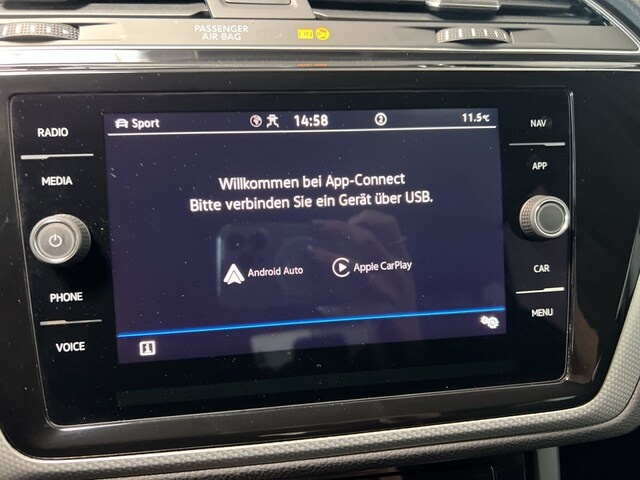 PASSENGER
AIR BAG
Sport 14:58 2 11.5°C
RADIO
MEDIA
PHONE
VOICE
Willkommen bei App-Connect
Bitte verbinden Sie ein Gerät über USB.
Android Auto
Apple CarPlay
NAV
APP
CAR
MENU